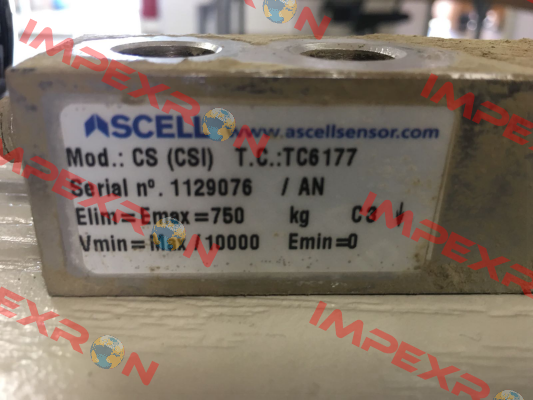 ASCELL www.ascellsensor.com
Mod.: CS (CSI) T.C.:TC6177
Serial nº. 1129076 / AN
Elim=Emax=750 kg C3 ↓
Vmin=Max/10000 Emin=0
IMPEXRON
IMPEXRON
IMPEXRON
IMPEXRON
IMPEXRON